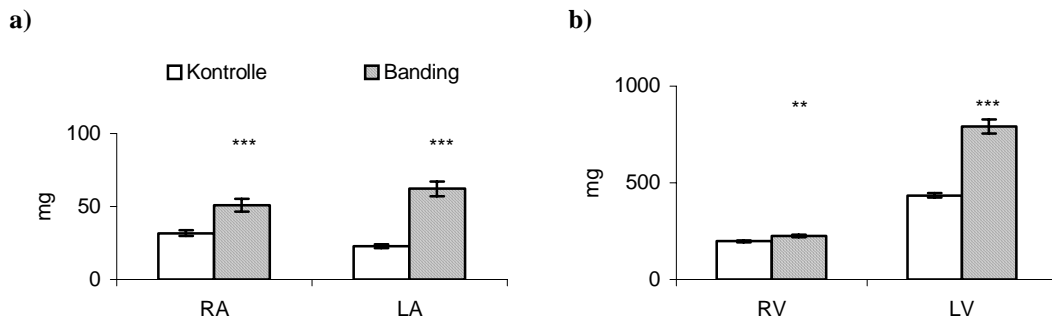 a)
Kontrolle Banding
100
50
0
mg
*** ***
RA LA
b)
1000
500
0
mg
** ***
RV LV